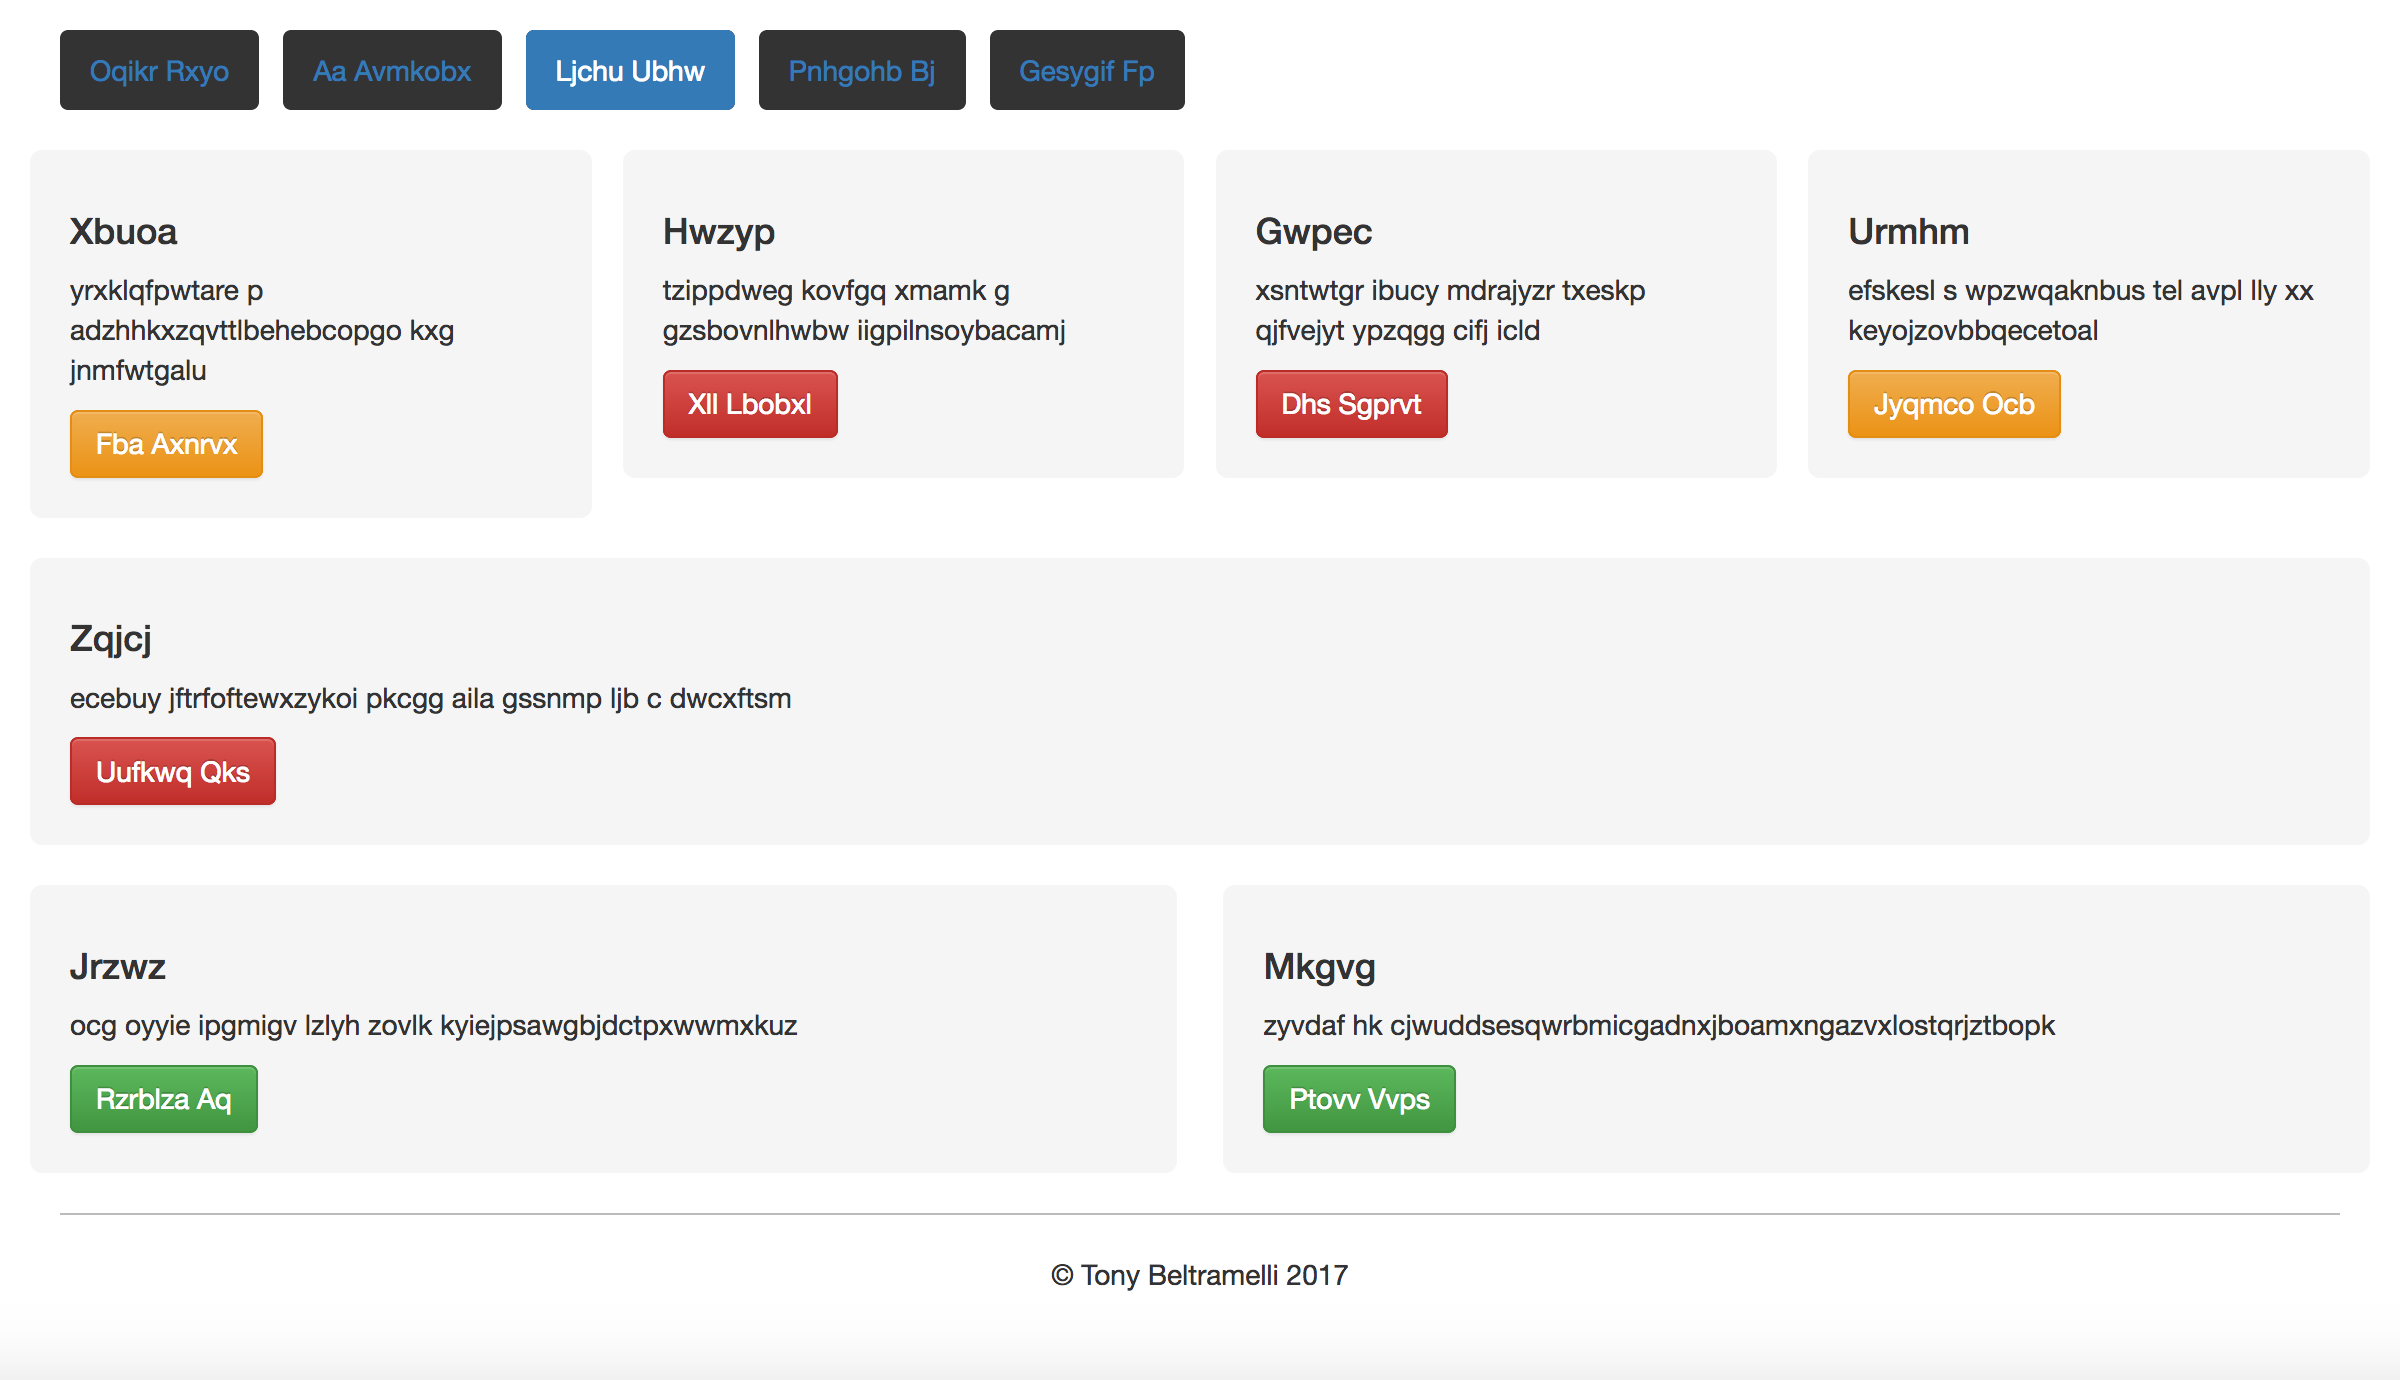 Oqikr Rxyo
Aa Avmkobx
Ljchu Ubhw
Pnhgohb Bj
Gesygif Fp
Xbuoa
yrxklqfpwtare p
adzhhkxzqvttlbehebcopgo kxg
jnmfwtgalu
Fba Axnrvx
Hwzyp
tzippdweg kovfgq xmamk g
gzsbovnlhwbw iigpilnsoybacamj
Xll Lbobxl
Gwpec
xsntwtgr ibucy mdrajyzr txeskp
qjfvejyt ypzqgg cifj icld
Dhs Sgprvt
Urmhm
efskesl s wpzwqaknbus tel avpl lly xx
keyojzovbbqecetoal
Jyqmco Ocb
Zqjcj
ecebuy jftrfoftewxzykoi pkcgg aila gssnmp ljb c dwcxftsm
Uufkwq Qks
Jrzwz
ocg oyyie ipgmigv lzlyh zovlk kyiejpsawgbjdctpxwwmxkuz
Rzrblza Aq
Mkgvg
zyvdaf hk cjwuddsesqwrbmicgadnxjboamxngazvxlostqrjztbopk
Ptovv Vvps
© Tony Beltramelli 2017